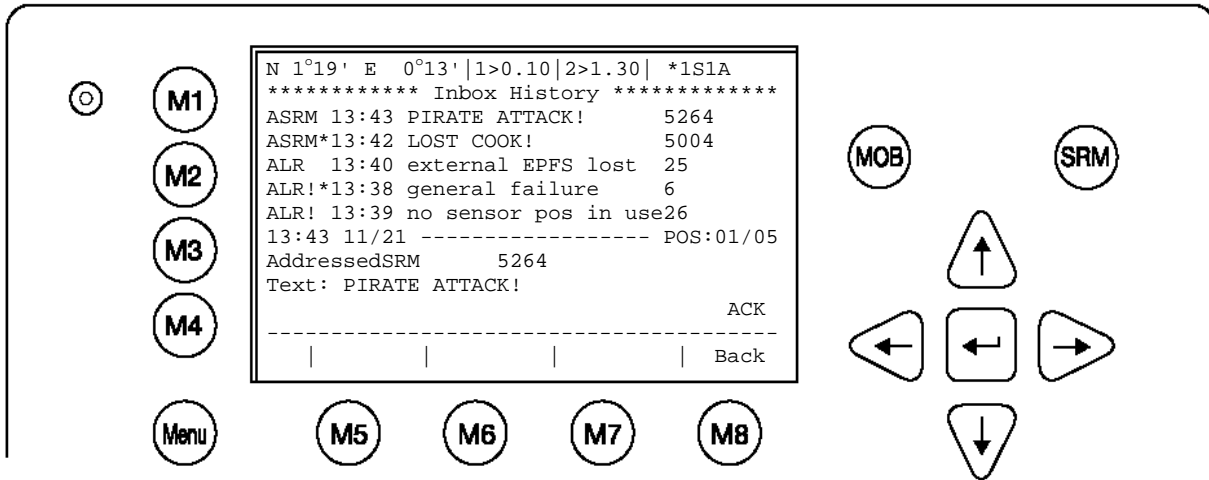 N 1°19' E  0°13'|1>0.10|2>1.30| *1S1A
************ Inbox History *************
ASRM 13:43 PIRATE ATTACK!      5264
ASRM*13:42 LOST COOK!          5004
ALR  13:40 external EPFS lost  25
ALR!*13:38 general failure     6
ALR! 13:39 no sensor pos in use26
13:43 11/21 ------------------ POS:01/05
AddressedSRM      5264
Text: PIRATE ATTACK!
ACK
----------------------------------------
|        |         |         | Back
M1
M2
M3
M4
Menu
M5
M6
M7
M8
MOB
SRM